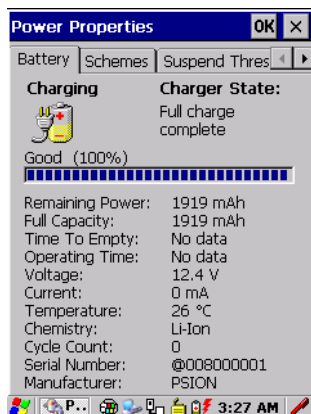 Power Properties OK
Battery Schemes Suspend Thres
Charging Charger State:
Full charge
complete
Good (100%)
Remaining Power: 1919 mAh
Full Capacity: 1919 mAh
Time To Empty: No data
Operating Time: No data
Voltage: 12.4 V
Current: 0 mA
Temperature: 26 °C
Chemistry: Li-Ion
Cycle Count: 0
Serial Number: @008000001
Manufacturer: PSION
P.. 3:27 AM